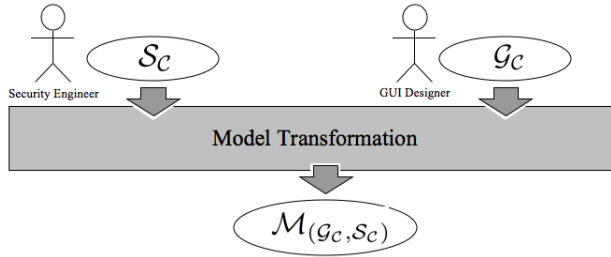 S_C
G_C
Security Engineer
GUI Designer
Model Transformation
M_(G_C,S_C)